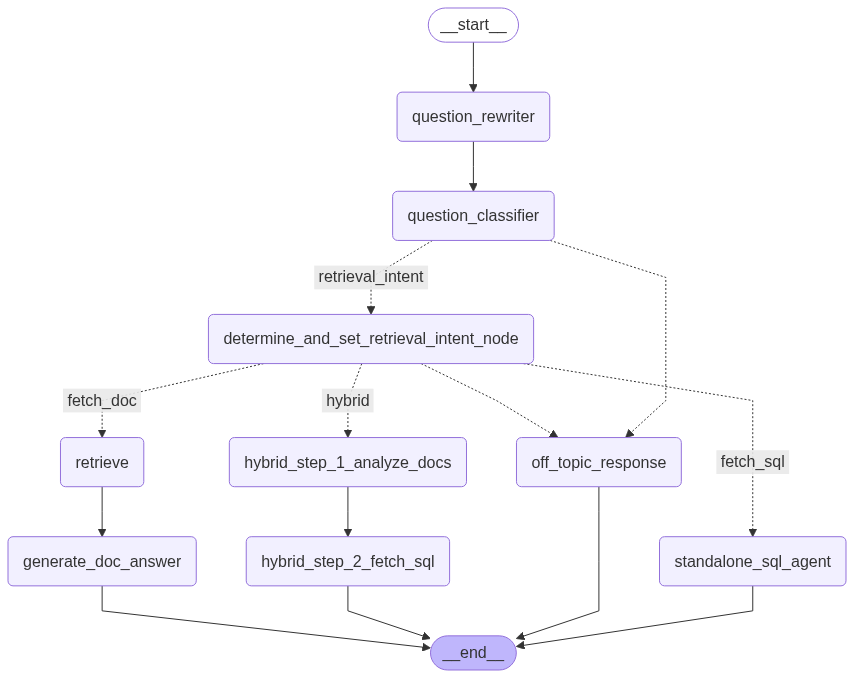 __start__
question_rewriter
question_classifier
retrieval_intent
determine_and_set_retrieval_intent_node
fetch_doc
hybrid
retrieve
hybrid_step_1_analyze_docs
off_topic_response
fetch_sql
generate_doc_answer
hybrid_step_2_fetch_sql
standalone_sql_agent
__end__